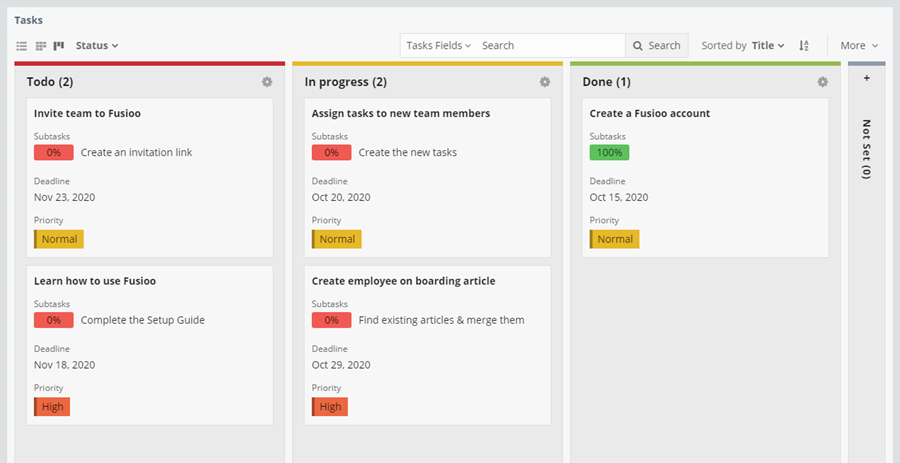 Tasks
Status
Tasks Fields Search Search Sorted by Title More
Todo (2)
Invite team to Fusioo
Subtasks
0% Create an invitation link
Deadline
Nov 23, 2020
Priority
Normal
Learn how to use Fusioo
Subtasks
0% Complete the Setup Guide
Deadline
Nov 18, 2020
Priority
High
In progress (2)
Assign tasks to new team members
Subtasks
0% Create the new tasks
Deadline
Oct 20, 2020
Priority
Normal
Create employee on boarding article
Subtasks
0% Find existing articles & merge them
Deadline
Oct 29, 2020
Priority
High
Done (1)
Create a Fusioo account
Subtasks
100%
Deadline
Oct 15, 2020
Priority
Normal
+
Not Set (0)